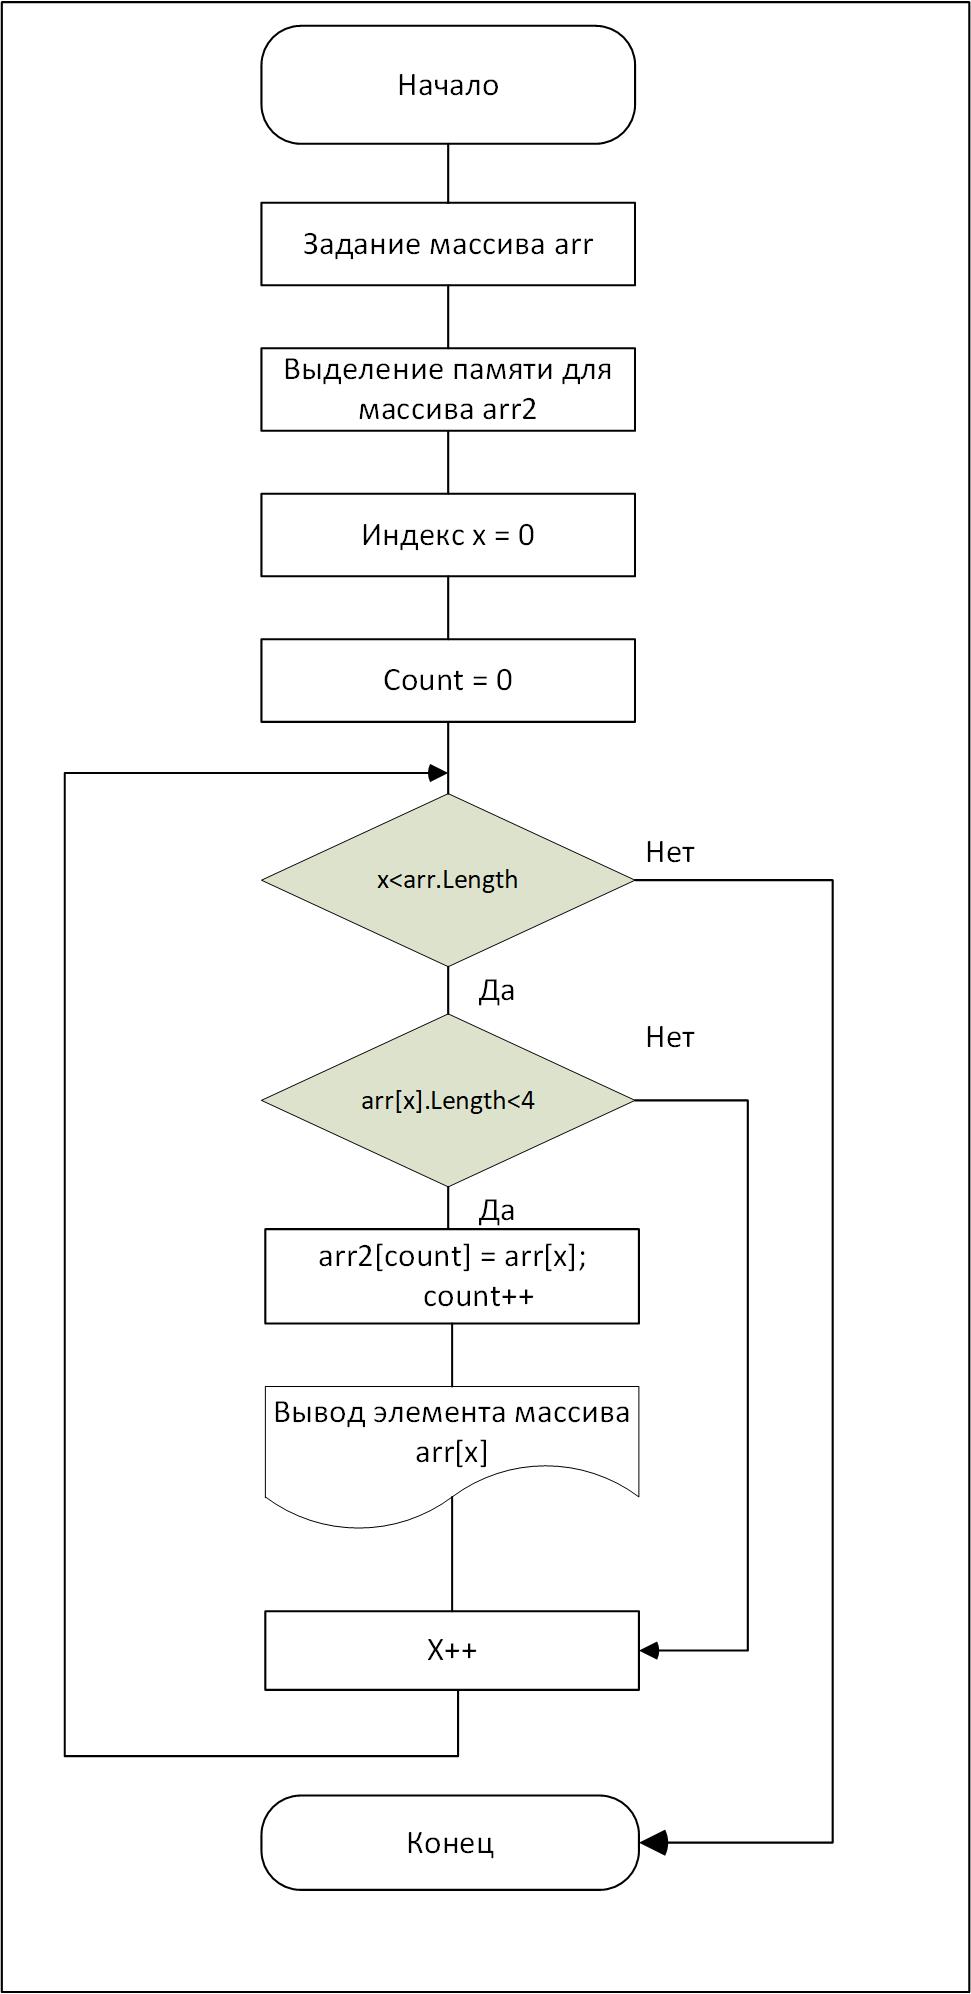 Начало
Задание массива arr
Выделение памяти для
массива arr2
Индекс x = 0
Count = 0
x<arr.Length
Нет
Да
Нет
arr[x].Length<4
Да
arr2[count] = arr[x];
count++
Вывод элемента массива
arr[x]
X++
Конец